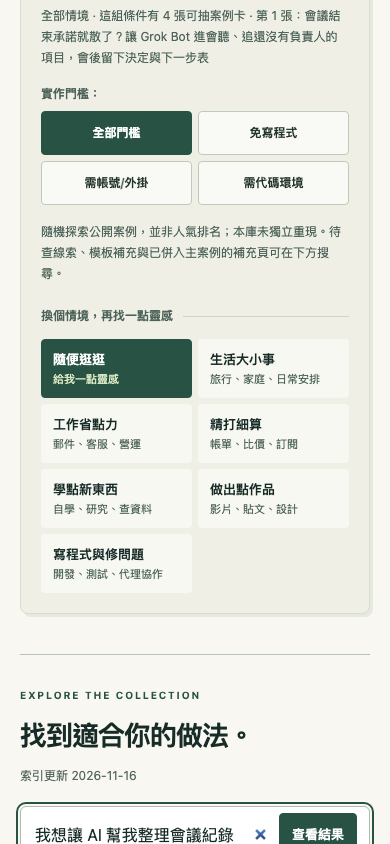 全部情境 · 這組條件有 4 張可抽案例卡 · 第 1 張：會議結
束承諾就散了？讓 Grok Bot 進會聽、追還沒有負責人的
項目，會後留下決定與下一步表
實作門檻：
全部門檻
免寫程式
需帳號/外掛
需代碼環境
隨機探索公開案例，並非人氣排名；本庫未獨立重現。待
查線索、模板補充與已併入主案例的補充頁可在下方搜
尋。
換個情境，再找一點靈感
隨便逛逛
給我一點靈感
生活大小事
旅行、家庭、日常安排
工作省點力
郵件、客服、營運
精打細算
帳單、比價、訂閱
學點新東西
自學、研究、查資料
做出點作品
影片、貼文、設計
寫程式與修問題
開發、測試、代理協作
EXPLORE THE COLLECTION
找到適合你的做法。
索引更新 2026-11-16
我想讓 AI 幫我整理會議紀錄
查看結果